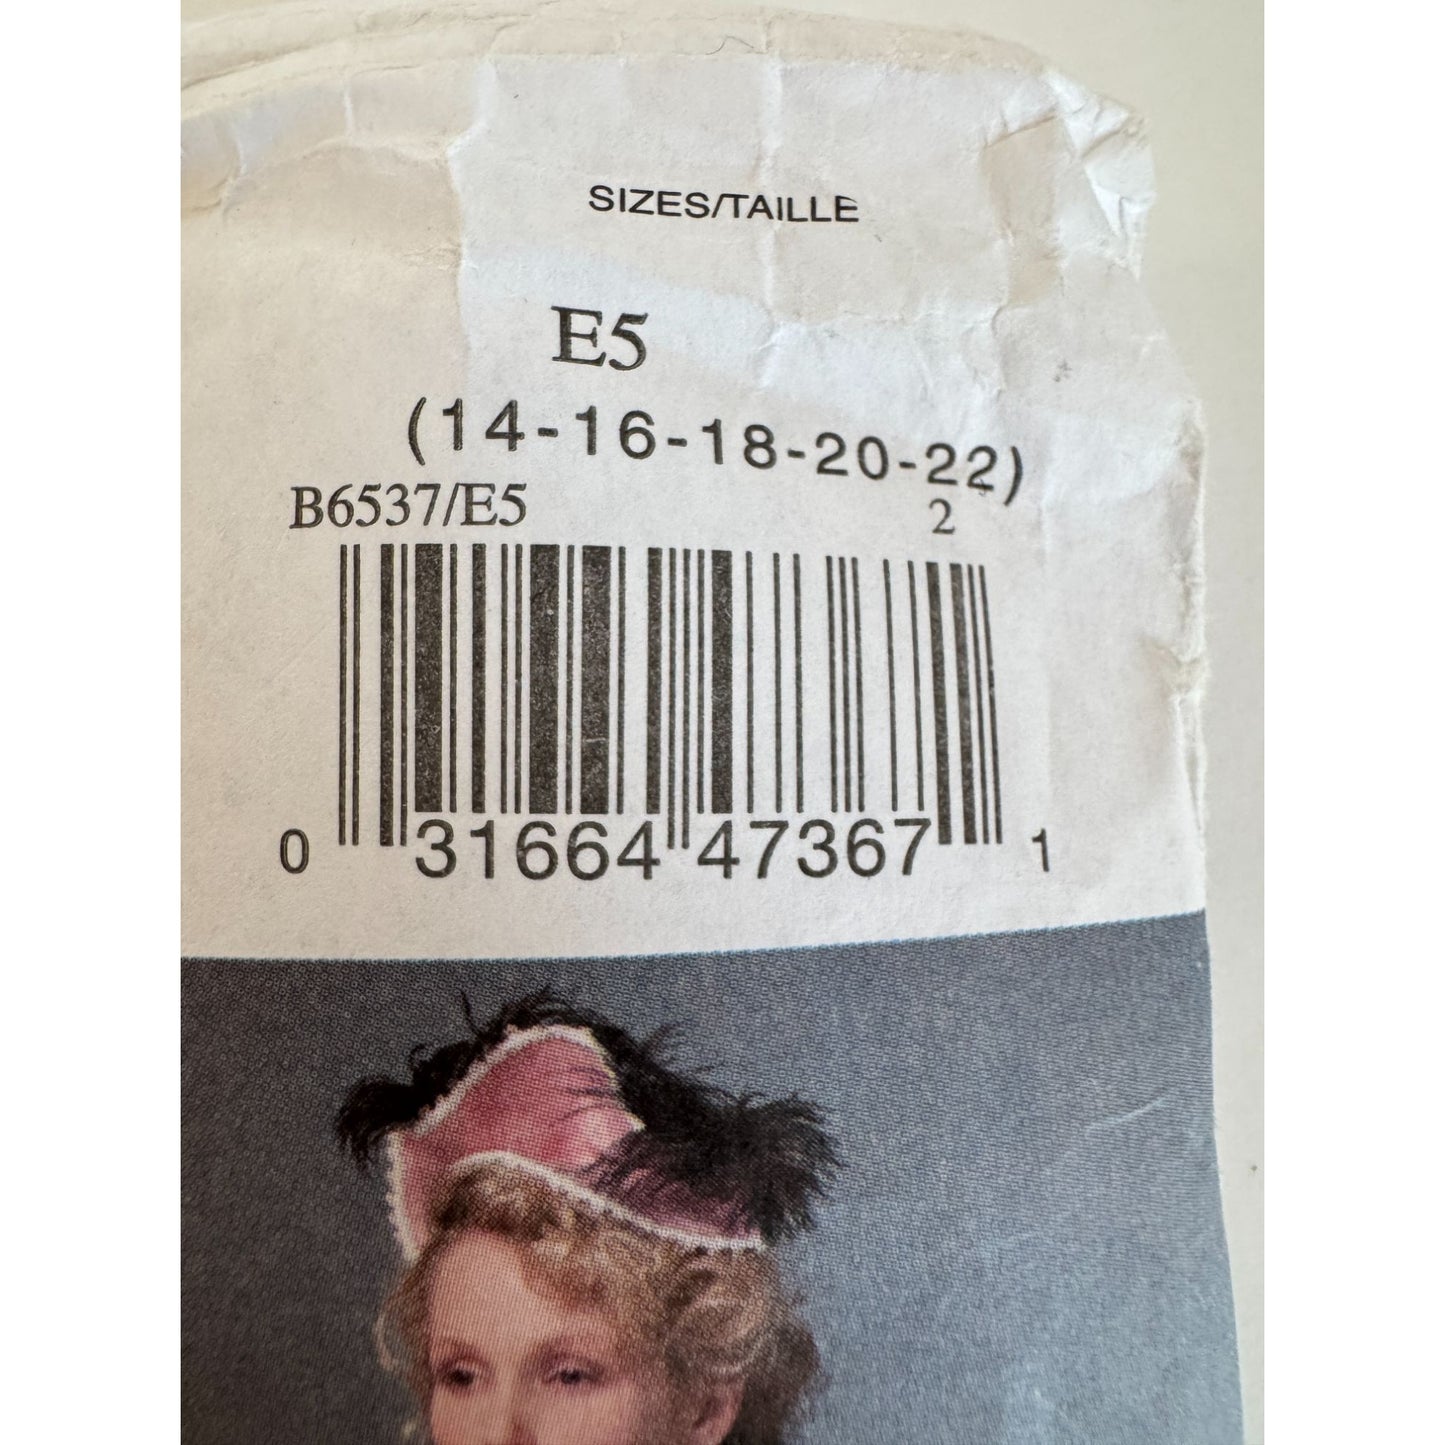 SIZES/TAILLE
E5
(14-16-18-20-22)
B6537/E5 2
0 31664 47367 1